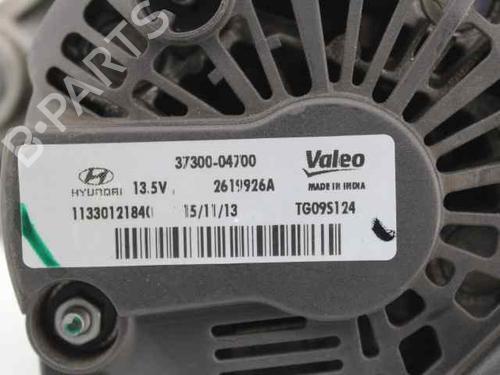 37300-04700
Valeo
HYUNDAI 13.5V 2619926A MADE IN INDIA
11330121840 15/11/13 TG09S124
B-PARTS